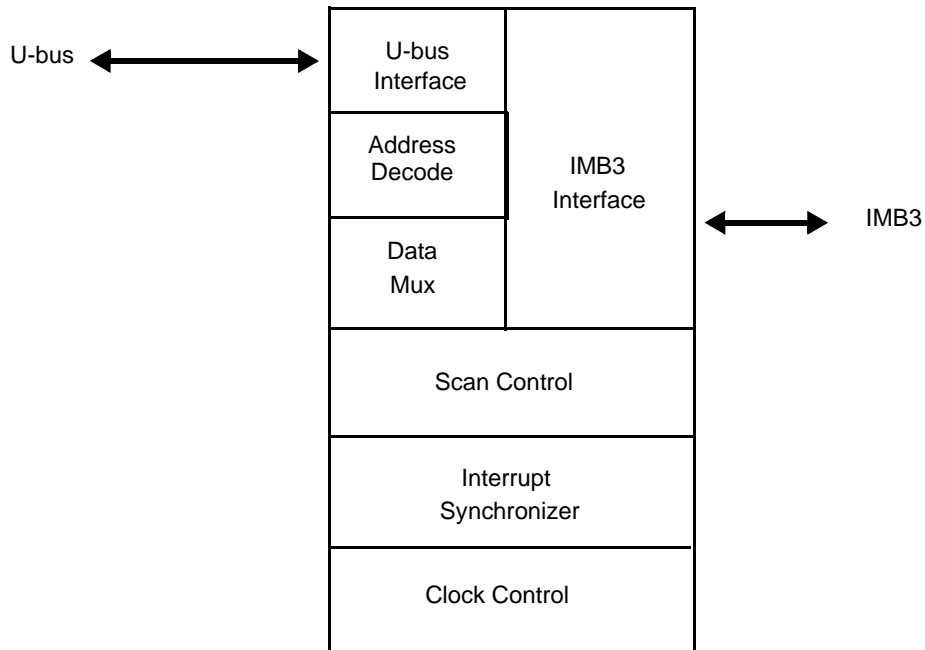 U-bus
U-bus
Interface
Address
Decode
IMB3
Interface
IMB3
Data
Mux
Scan Control
Interrupt
Synchronizer
Clock Control